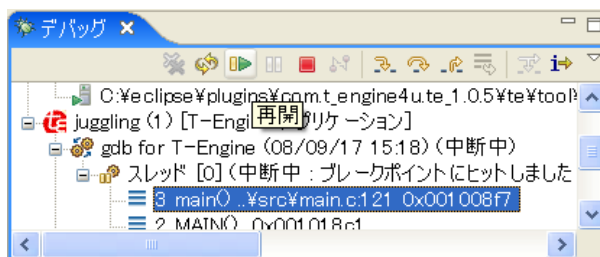 デバッグ
C:¥eclipse¥plugins¥com.t_engine4u.te_1.0.5¥te¥tool
再開
juggling (1) [T-Engi リケーション]
gdb for T-Engine (08/09/17 15:18) (中断中)
スレッド [0] (中断中 : ブレークポイントにヒットしました
3 main() ..¥src¥main.c:121 0x001008f7
2 MAIN() 0x001018c1